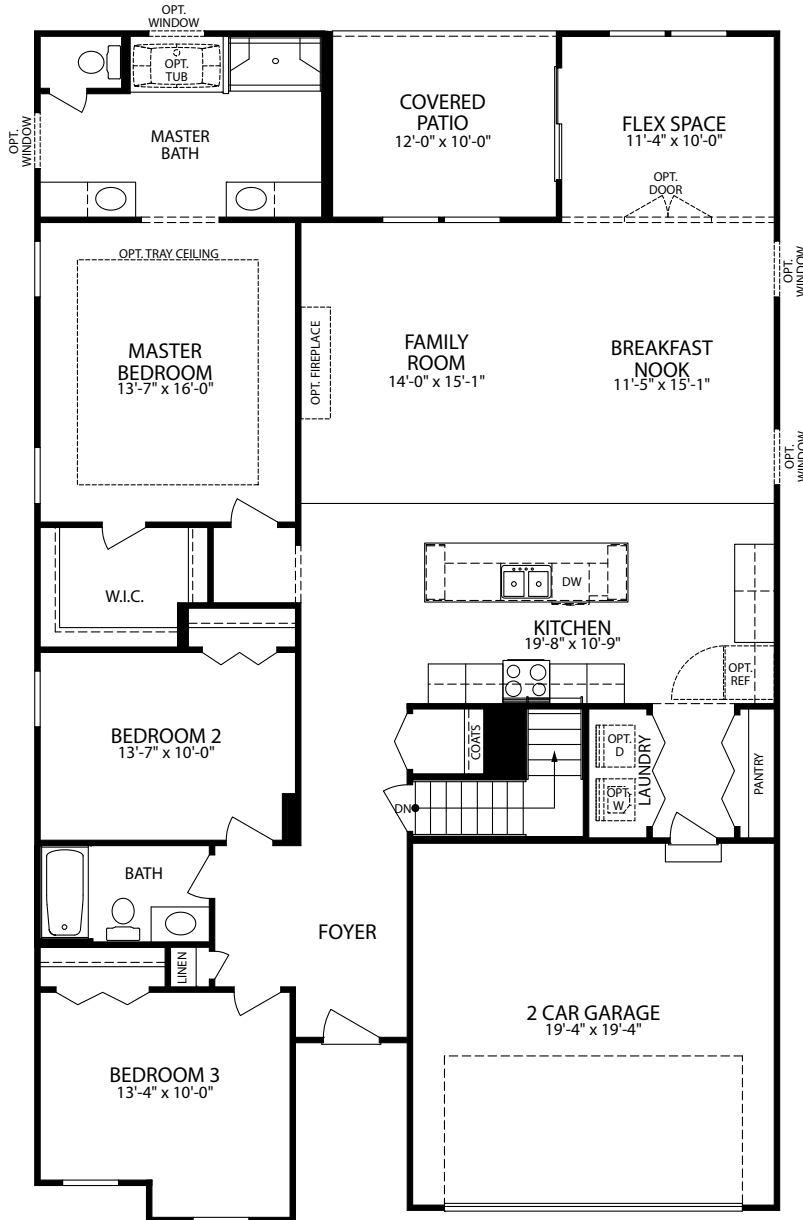 OPT.
WINDOW
OPT.
TUB
OPT.
WINDOW
MASTER
BATH
COVERED
PATIO
12'-0" x 10'-0"
FLEX SPACE
11'-4" x 10'-0"
OPT.
DOOR
OPT. TRAY CEILING
OPT.
WINDOW
MASTER
BEDROOM
13'-7" x 16'-0"
OPT. FIREPLACE
FAMILY
ROOM
14'-0" x 15'-1"
BREAKFAST
NOOK
11'-5" x 15'-1"
OPT.
WINDOW
W.I.C.
DW
KITCHEN
19'-8" x 10'-9"
OPT.
REF
BEDROOM 2
13'-7" x 10'-0"
COATS
OPT.
D
LAUNDRY
PANTRY
OPT.
W
DN
BATH
FOYER
LINEN
2 CAR GARAGE
19'-4" x 19'-4"
BEDROOM 3
13'-4" x 10'-0"